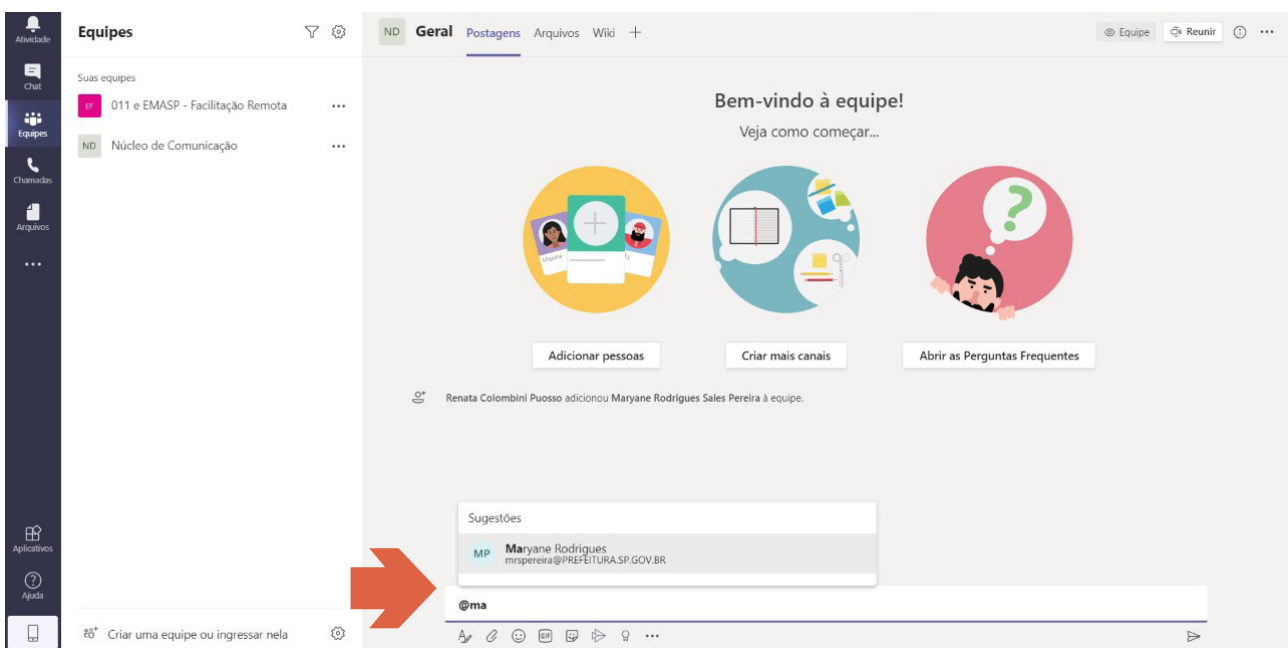 Atividade
Chat
Equipes
Chamadas
Arquivos
Aplicativos
Ajuda
Equipes
Suas equipes
EF 011 e EMASP - Facilitação Remota
ND Núcleo de Comunicação
Criar uma equipe ou ingressar nela
ND Geral Postagens Arquivos Wiki
Equipe Reunir
Bem-vindo à equipe!
Veja como começar...
Maxine
Adicionar pessoas
Criar mais canais
Abrir as Perguntas Frequentes
Renata Colombini Puosso adicionou Maryane Rodrigues Sales Pereira à equipe.
Sugestões
MP Maryane Rodrigues
mrspereira@PREFEITURA.SP.GOV.BR
@ma
GIF